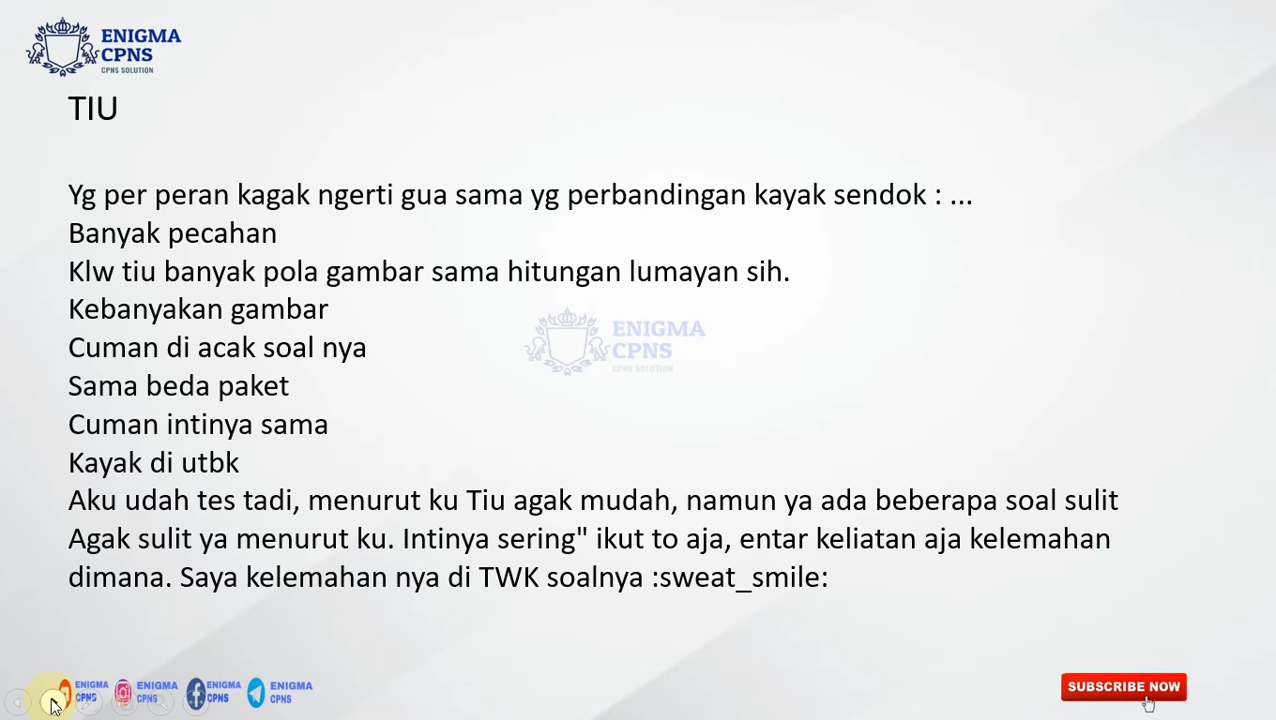 ENIGMA
CPNS
CPNS SOLUTION
TIU
Yg per peran kagak ngerti gua sama yg perbandingan kayak sendok : ...
Banyak pecahan
Klw tiu banyak pola gambar sama hitungan lumayan sih.
Kebanyakan gambar
Cuman di acak soal nya
Sama beda paket
Cuman intinya sama
Kayak di utbk
Aku udah tes tadi, menurut ku Tiu agak mudah, namun ya ada beberapa soal sulit
Agak sulit ya menurut ku. Intinya sering" ikut to aja, entar keliatan aja kelemahan
dimana. Saya kelemahan nya di TWK soalnya :sweat_smile:
ENIGMA
CPNS
CPNS SOLUTION
ENIGMA
CPNS
ENIGMA
CPNS
ENIGMA
CPNS
ENIGMA
CPNS
SUBSCRIBE NOW